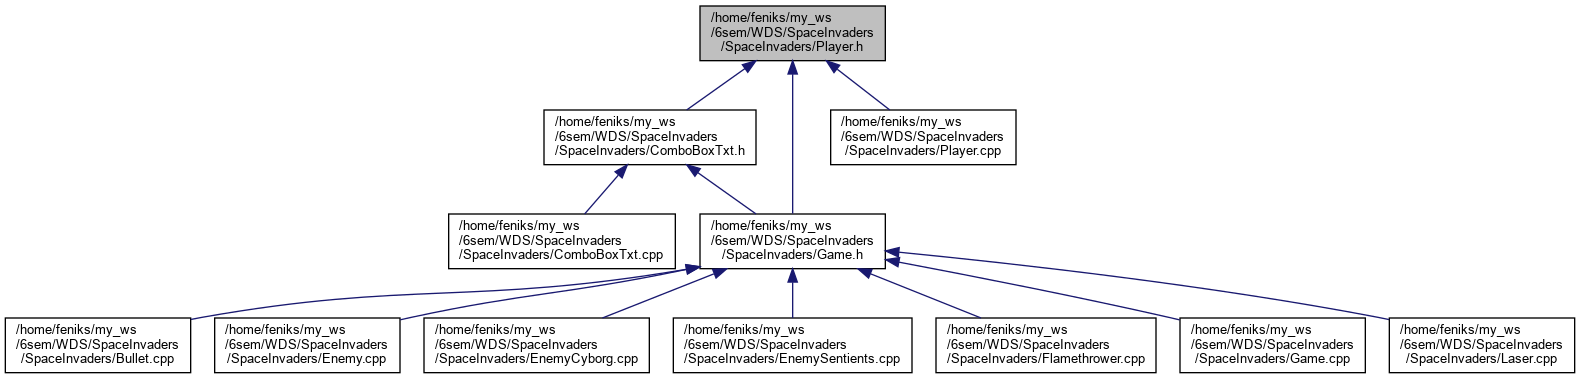 /home/feniks/my_ws
/6sem/WDS/SpaceInvaders
/SpaceInvaders/Player.h
/home/feniks/my_ws
/6sem/WDS/SpaceInvaders
/SpaceInvaders/ComboBoxTxt.h
/home/feniks/my_ws
/6sem/WDS/SpaceInvaders
/SpaceInvaders/Player.cpp
/home/feniks/my_ws
/6sem/WDS/SpaceInvaders
/SpaceInvaders/ComboBoxTxt.cpp
/home/feniks/my_ws
/6sem/WDS/SpaceInvaders
/SpaceInvaders/Game.h
/home/feniks/my_ws
/6sem/WDS/SpaceInvaders
/SpaceInvaders/Bullet.cpp
/home/feniks/my_ws
/6sem/WDS/SpaceInvaders
/SpaceInvaders/Enemy.cpp
/home/feniks/my_ws
/6sem/WDS/SpaceInvaders
/SpaceInvaders/EnemyCyborg.cpp
/home/feniks/my_ws
/6sem/WDS/SpaceInvaders
/SpaceInvaders/EnemySentients.cpp
/home/feniks/my_ws
/6sem/WDS/SpaceInvaders
/SpaceInvaders/Flamethrower.cpp
/home/feniks/my_ws
/6sem/WDS/SpaceInvaders
/SpaceInvaders/Game.cpp
/home/feniks/my_ws
/6sem/WDS/SpaceInvaders
/SpaceInvaders/Laser.cpp